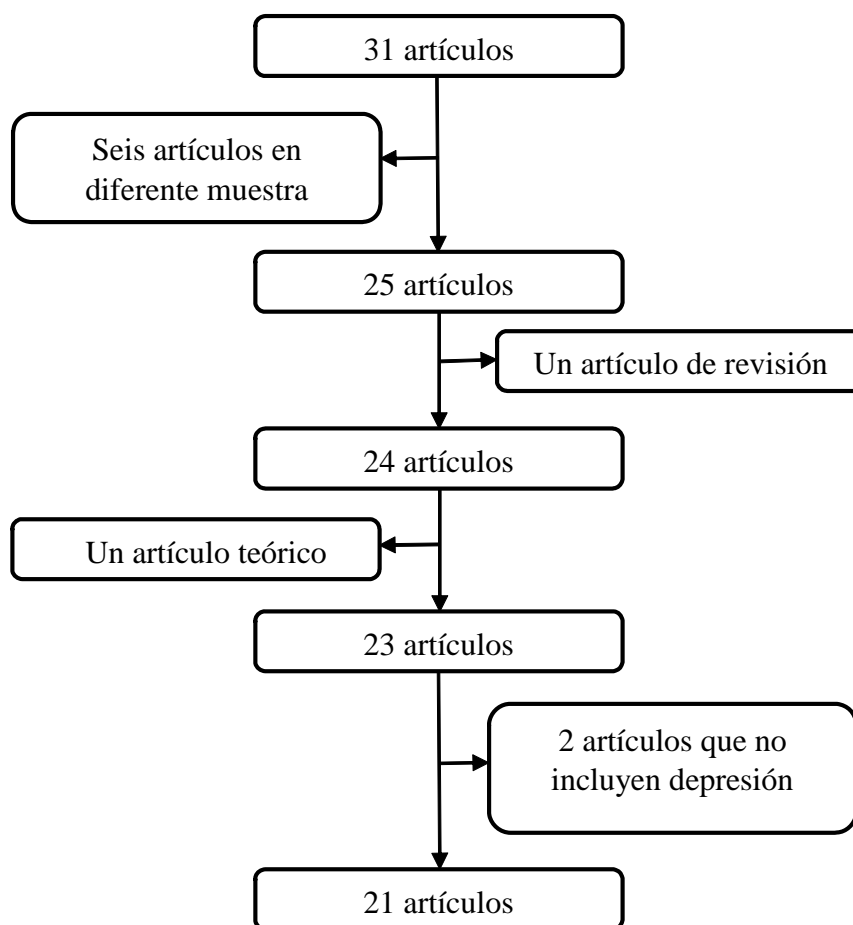 31 artículos
Seis artículos en
diferente muestra
25 artículos
Un artículo de revisión
24 artículos
Un artículo teórico
23 artículos
2 artículos que no
incluyen depresión
21 artículos